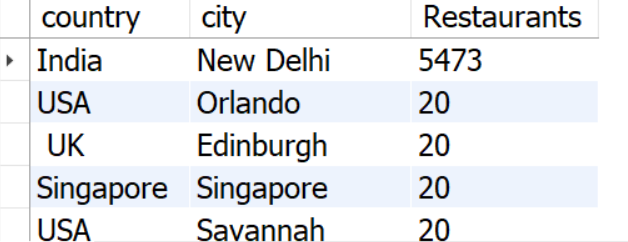 country city Restaurants
India New Delhi 5473
USA Orlando 20
UK Edinburgh 20
Singapore Singapore 20
USA Savannah 20